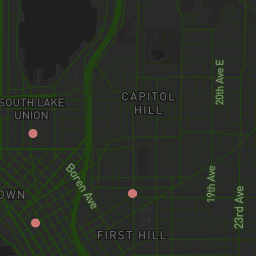 20th Ave E
SOUTH LAKE
UNION
CAPITOL
HILL
Boren Ave
19th Ave
23rd Ave
OWN
FIRST HILL